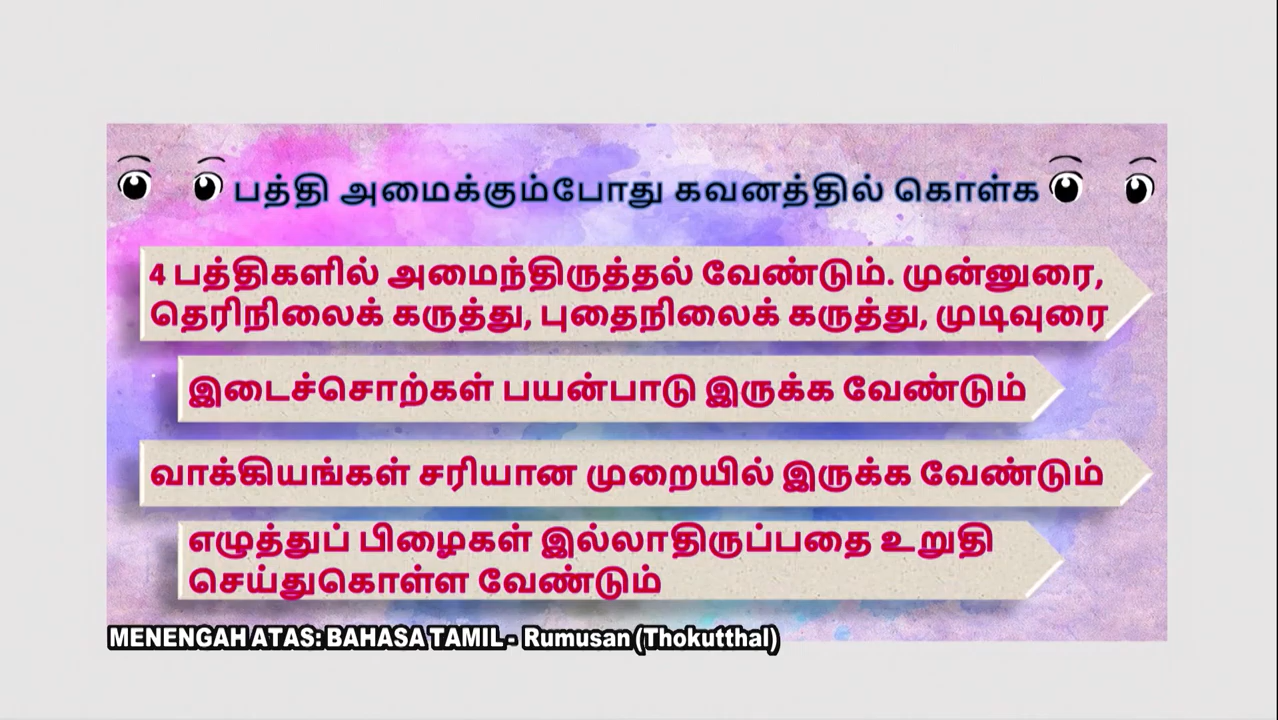 பத்தி அமைக்கும்போது கவனத்தில் கொள்க
4 பத்திகளில் அமைந்திருத்தல் வேண்டும். முன்னுரை,
தெரிநிலைக் கருத்து, புதைநிலைக் கருத்து, முடிவுரை
இடைச்சொற்கள் பயன்பாடு இருக்க வேண்டும்
வாக்கியங்கள் சரியான முறையில் இருக்க வேண்டும்
எழுத்துப் பிழைகள் இல்லாதிருப்பதை உறுதி
செய்துகொள்ள வேண்டும்
MENENGAH ATAS: BAHASA TAMIL - Rumusan (Thokutthal)